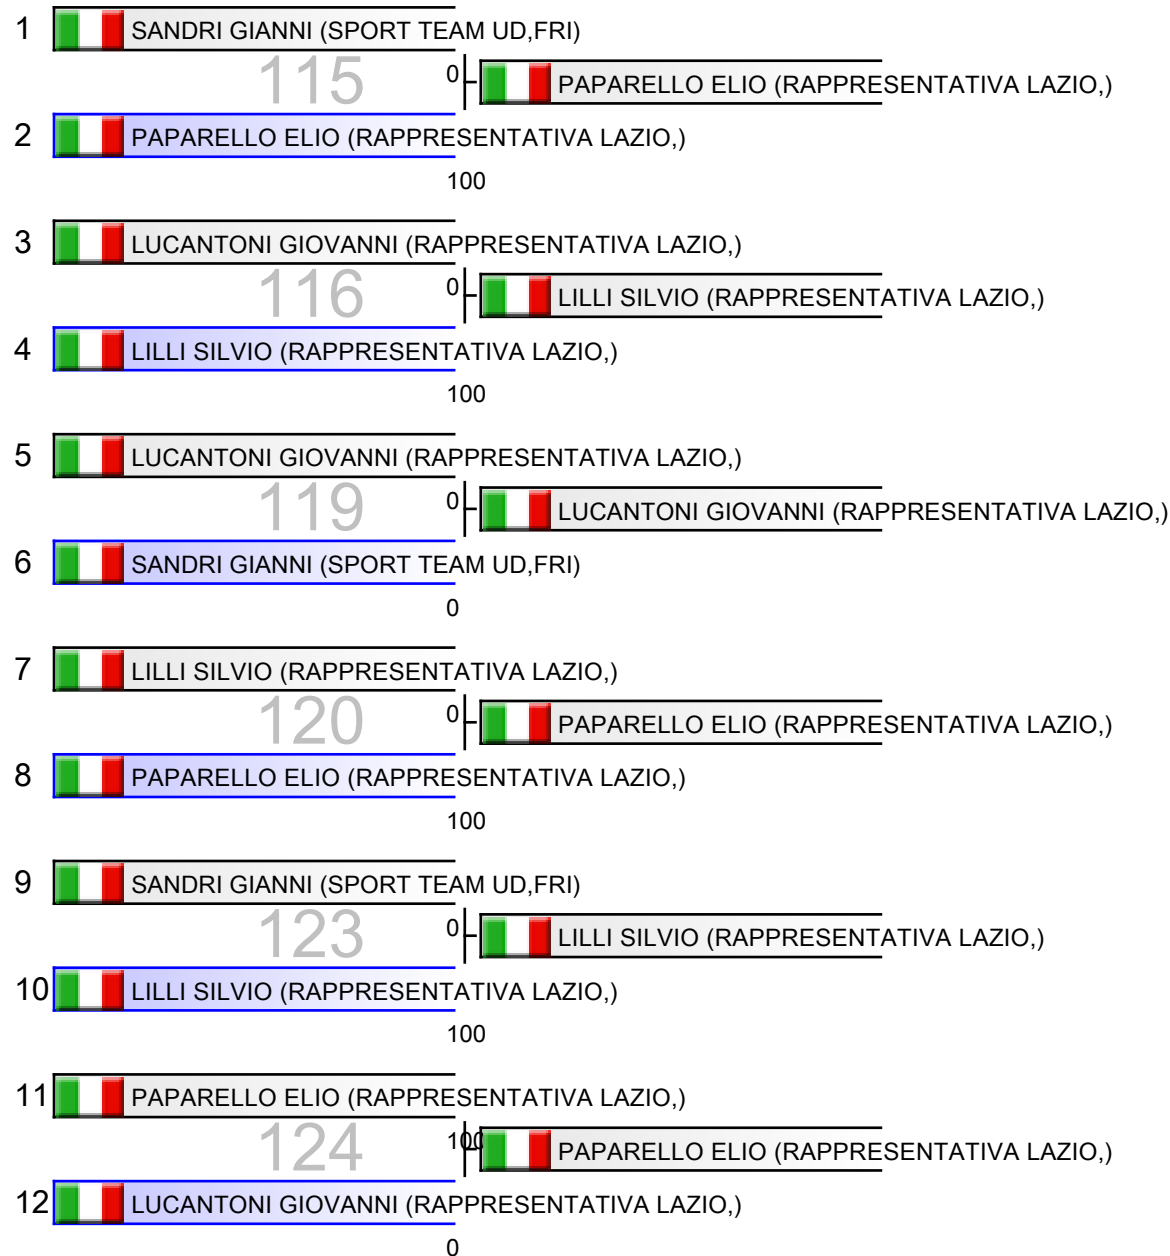 1 SANDRI GIANNI (SPORT TEAM UD,FRI)
115 0 PAPARELLO ELIO (RAPPRESENTATIVA LAZIO,)
2 PAPARELLO ELIO (RAPPRESENTATIVA LAZIO,)
100
3 LUCANTONI GIOVANNI (RAPPRESENTATIVA LAZIO,)
116 0 LILLI SILVIO (RAPPRESENTATIVA LAZIO,)
4 LILLI SILVIO (RAPPRESENTATIVA LAZIO,)
100
5 LUCANTONI GIOVANNI (RAPPRESENTATIVA LAZIO,)
119 0 LUCANTONI GIOVANNI (RAPPRESENTATIVA LAZIO,)
6 SANDRI GIANNI (SPORT TEAM UD,FRI)
0
7 LILLI SILVIO (RAPPRESENTATIVA LAZIO,)
120 0 PAPARELLO ELIO (RAPPRESENTATIVA LAZIO,)
8 PAPARELLO ELIO (RAPPRESENTATIVA LAZIO,)
100
9 SANDRI GIANNI (SPORT TEAM UD,FRI)
123 0 LILLI SILVIO (RAPPRESENTATIVA LAZIO,)
10 LILLI SILVIO (RAPPRESENTATIVA LAZIO,)
100
11 PAPARELLO ELIO (RAPPRESENTATIVA LAZIO,)
124 100 PAPARELLO ELIO (RAPPRESENTATIVA LAZIO,)
12 LUCANTONI GIOVANNI (RAPPRESENTATIVA LAZIO,)
0